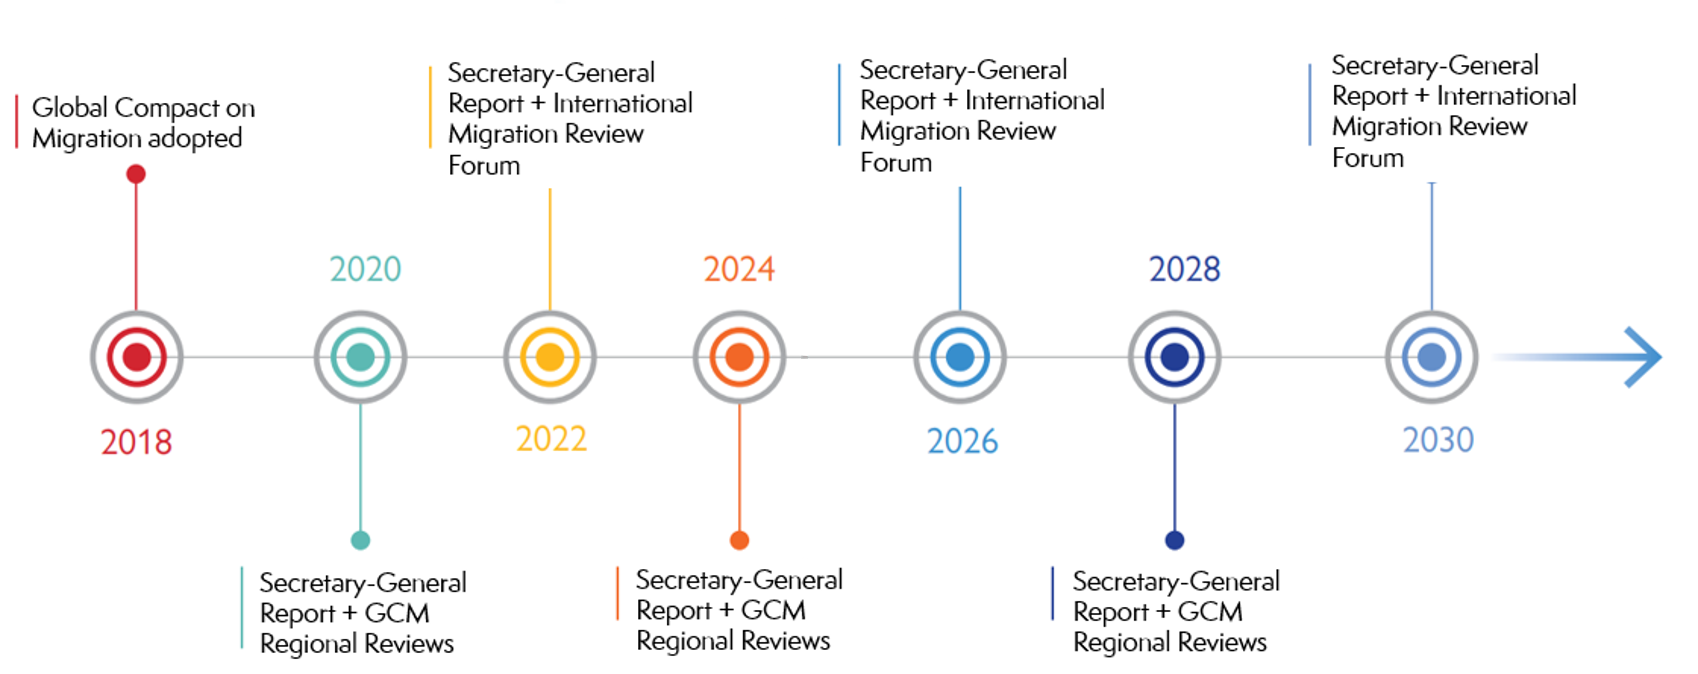 Global Compact on
Migration adopted
2018
2020
Secretary-General
Report + GCM
Regional Reviews
Secretary-General
Report + International
Migration Review
Forum
2022
2024
Secretary-General
Report + GCM
Regional Reviews
Secretary-General
Report + International
Migration Review
Forum
2026
2028
Secretary-General
Report + GCM
Regional Reviews
Secretary-General
Report + International
Migration Review
Forum
2030